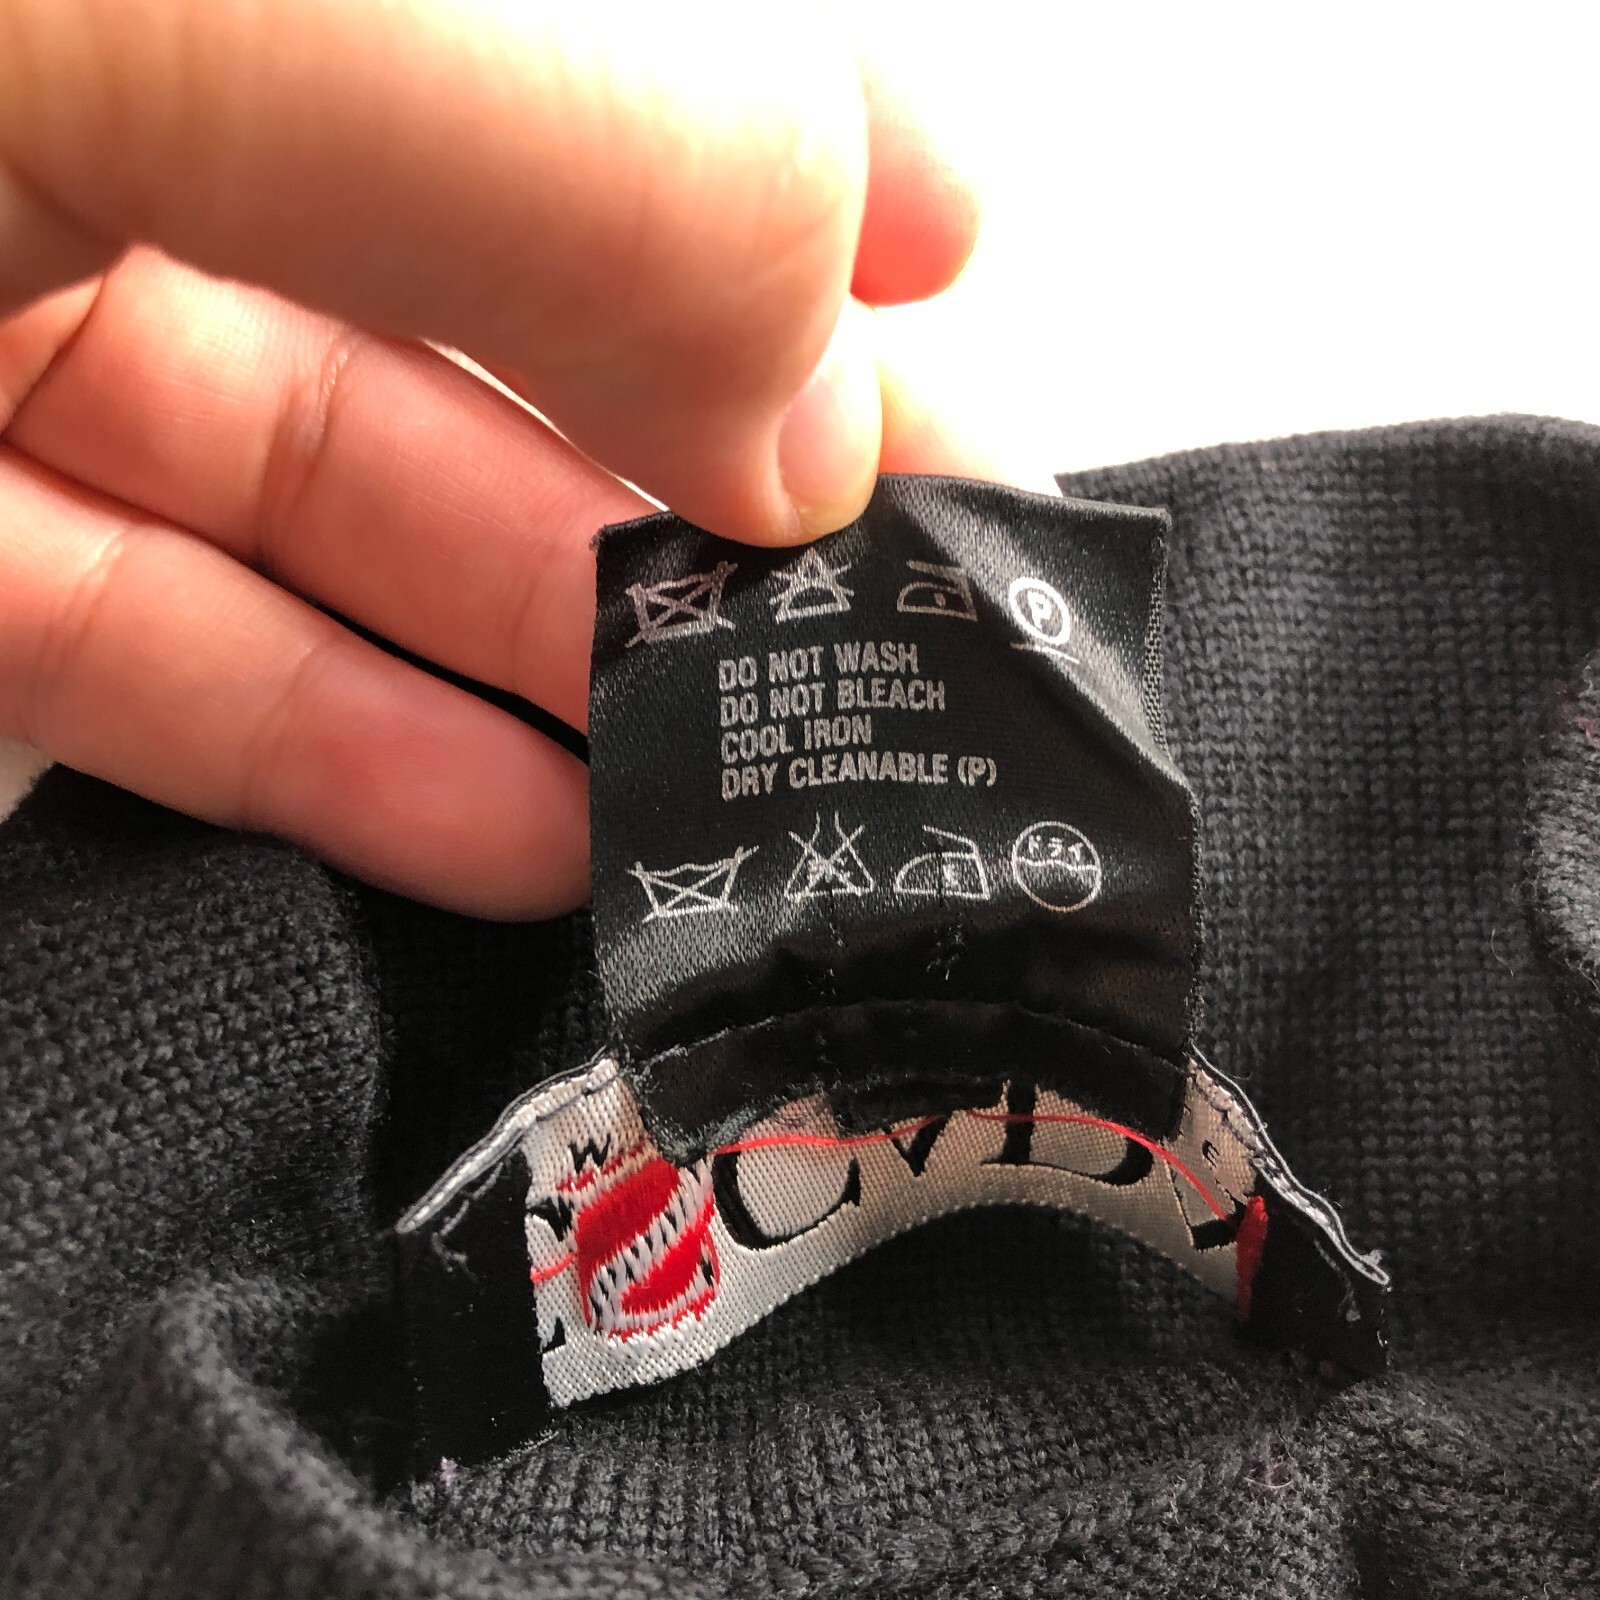 P
DO NOT WASH
DO NOT BLEACH
COOL IRON
DRY CLEANABLE (P)
W